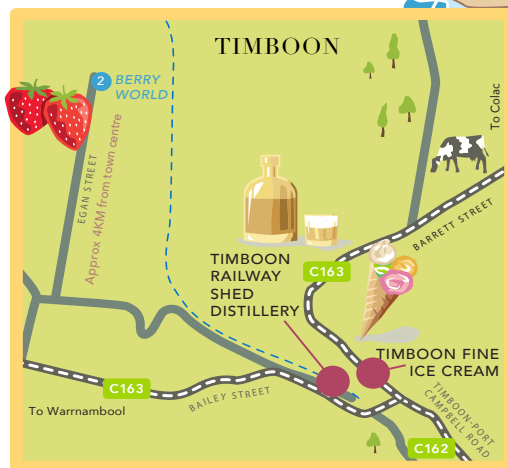 TIMBOON
2
BERRY
WORLD
To Colac
EGAN STREET
Approx 4KM from town centre
BARRETT STREET
TIMBOON
RAILWAY
SHED
DISTILLERY
C163
TIMBOON FINE
ICE CREAM
C163
BAILEY STREET
To Warrnambool
TIMBOON-PORT
CAMPBELL ROAD
C162